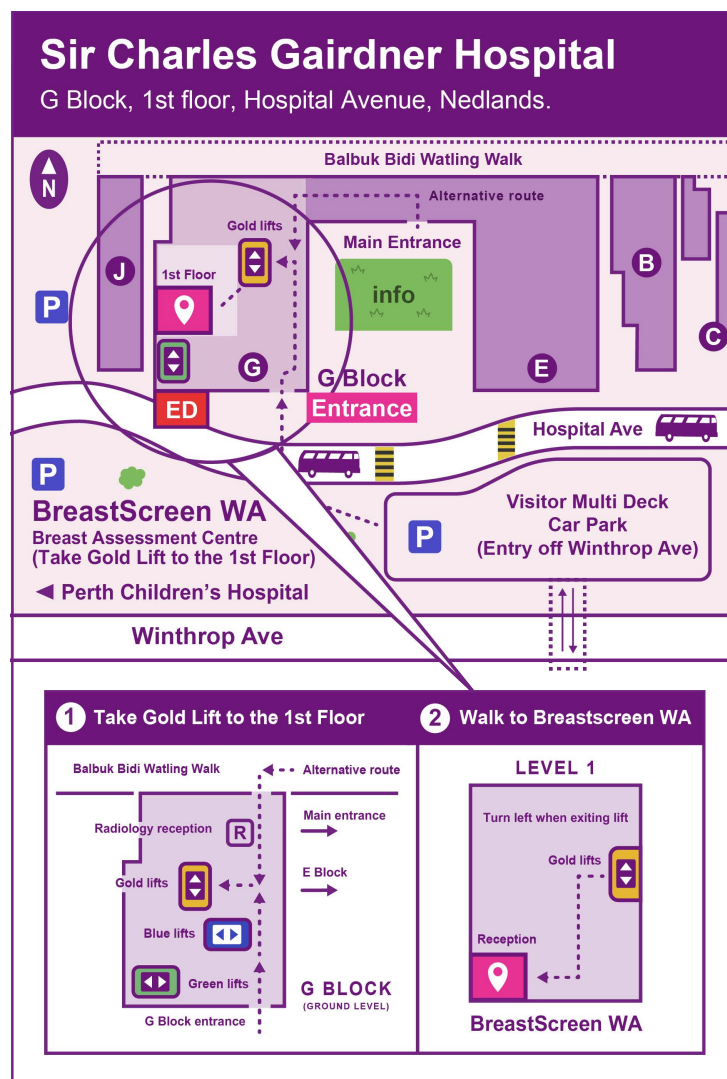 Sir Charles Gairdner Hospital
G Block, 1st floor, Hospital Avenue, Nedlands.
N
Balbuk Bidi Watling Walk
Alternative route
Gold lifts
Main Entrance
J
1st Floor
B
P
info
C
G
E
G Block
ED
Entrance
Hospital Ave
P
BreastScreen WA
Breast Assessment Centre
(Take Gold Lift to the 1st Floor)
Visitor Multi Deck
Car Park
(Entry off Winthrop Ave)
P
Perth Children's Hospital
Winthrop Ave
1 Take Gold Lift to the 1st Floor
Balbuk Bidi Watling Walk
Alternative route
Radiology reception
R
Main entrance
Gold lifts
E Block
Blue lifts
Green lifts
G BLOCK
(GROUND LEVEL)
G Block entrance
2 Walk to Breastscreen WA
LEVEL 1
Turn left when exiting lift
Gold lifts
Reception
BreastScreen WA